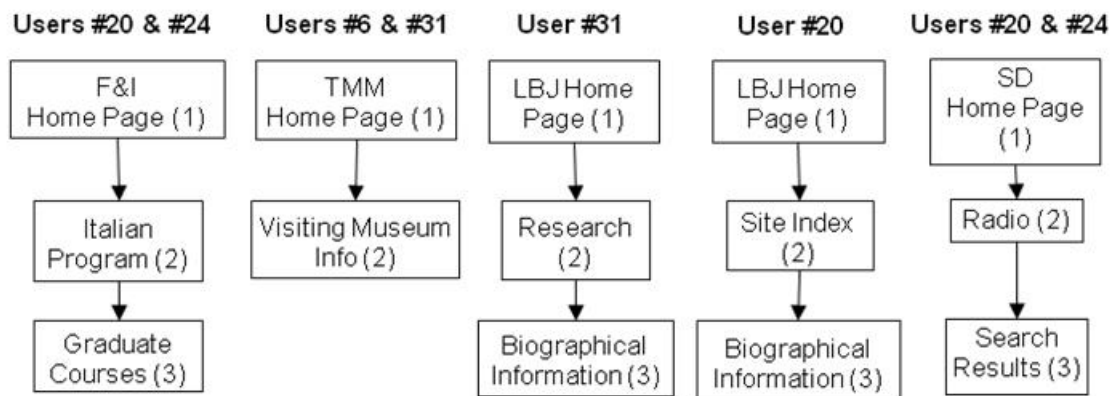 Users #20 & #24
F&I
Home Page (1)
Italian
Program (2)
Graduate
Courses (3)
Users #6 & #31
TMM
Home Page (1)
Visiting Museum
Info (2)
User #31
LBJ Home
Page (1)
Research
(2)
Biographical
Information (3)
User #20
LBJ Home
Page (1)
Site Index
(2)
Biographical
Information (3)
Users #20 & #24
SD
Home Page
(1)
Radio (2)
Search
Results (3)